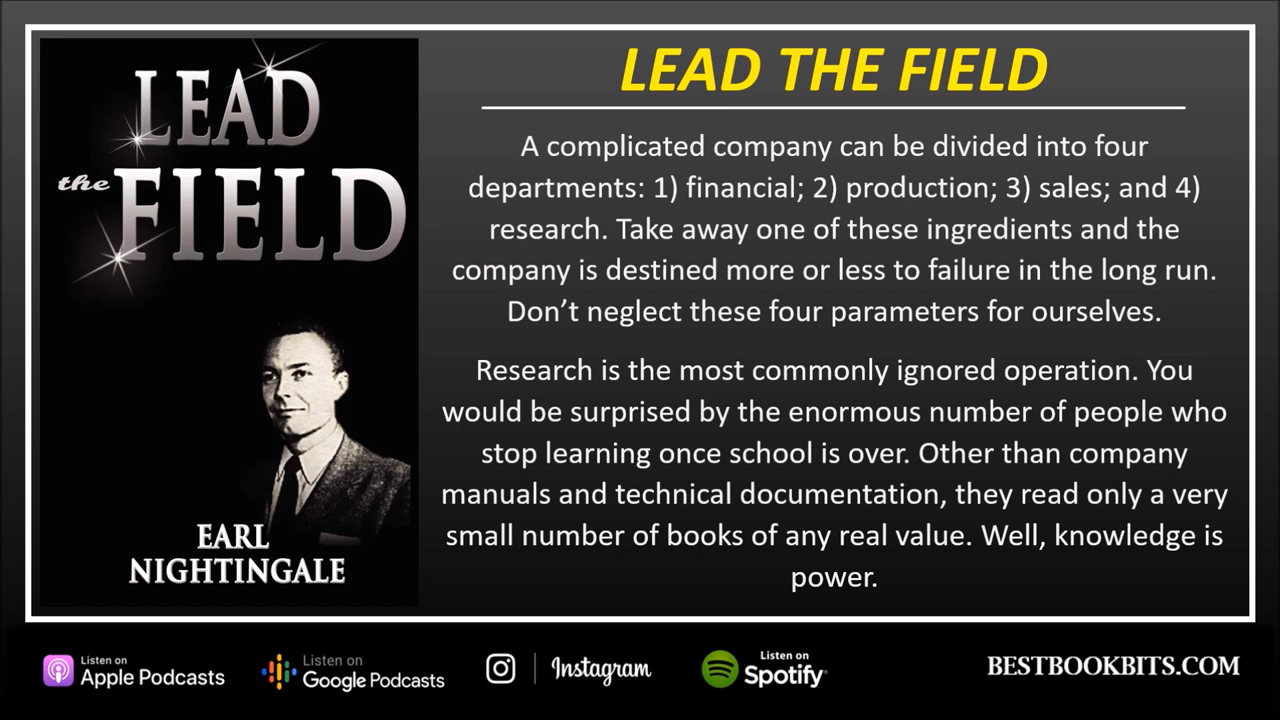 LEAD
the FIELD
EARL
NIGHTINGALE
LEAD THE FIELD
A complicated company can be divided into four
departments: 1) financial; 2) production; 3) sales; and 4)
research. Take away one of these ingredients and the
company is destined more or less to failure in the long run.
Don’t neglect these four parameters for ourselves.
Research is the most commonly ignored operation. You
would be surprised by the enormous number of people who
stop learning once school is over. Other than company
manuals and technical documentation, they read only a very
small number of books of any real value. Well, knowledge is
power.
Listen on
Apple Podcasts
Listen on
Google Podcasts
Instagram
Listen on
Spotify
BESTBOOKBITS.COM